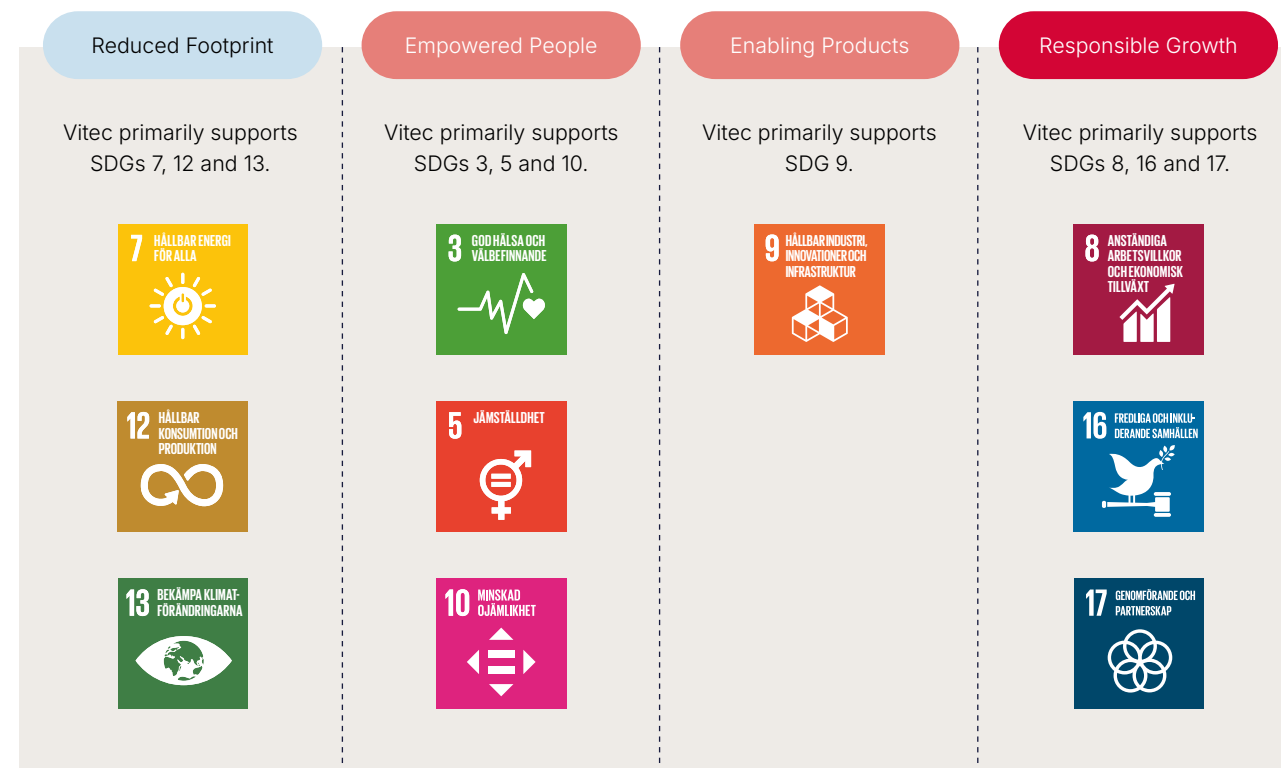 Reduced Footprint
Vitec primarily supports
SDGs 7, 12 and 13.
7 HÅLLBAR ENERGI
FÖR ALLA
12 HÅLLBAR
KONSUMTION OCH
PRODUKTION
13 BEKÄMPA KLIMAT-
FÖRÄNDRINGARNA
Empowered People
Vitec primarily supports
SDGs 3, 5 and 10.
3 GOD HÄLSA OCH
VÄLBEFINNANDE
5 JÄMSTÄLLDHET
10 MINSKAD
OJÄMLIKHET
Enabling Products
Vitec primarily supports
SDG 9.
9 HÅLLBAR INDUSTRI,
INNOVATIONER OCH
INFRASTRUKTUR
Responsible Growth
Vitec primarily supports
SDGs 8, 16 and 17.
8 ANSTÄNDIGA
ARBETSVILLKOR
OCH EKONOMISK
TILLVÄXT
16 FREDLIGA OCH INKLU-
DERANDE SAMHÄLLEN
17 GENOMFÖRANDE OCH
PARTNERSKAP